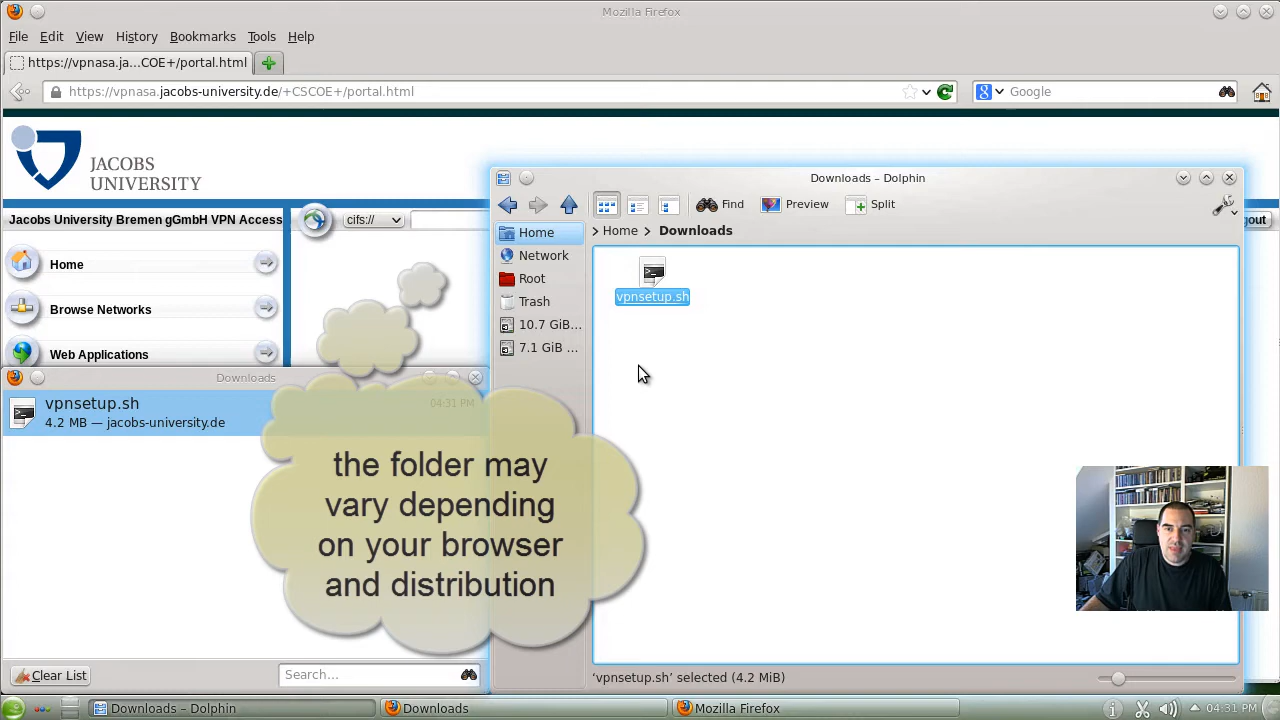 Mozilla Firefox
File Edit View History Bookmarks Tools Help
https://vpnasa.ja...COE+/portal.html
https://vpnasa.jacobs-university.de/+CSCOE+/portal.html
Google
JACOBS
UNIVERSITY
Jacobs University Bremen gGmbH VPN Access
cifs://
Home
Browse Networks
Web Applications
Downloads – Dolphin
Find Preview Split
Home > Downloads
Home
Network
Root
Trash
10.7 GiB...
7.1 GiB ...
vpnsetup.sh
'vpnsetup.sh' selected (4.2 MiB)
Downloads
vpnsetup.sh
04:31 PM
4.2 MB — jacobs-university.de
the folder may
vary depending
on your browser
and distribution
Clear List
Search...
Downloads – Dolphin
Downloads
Mozilla Firefox
04:31 PM